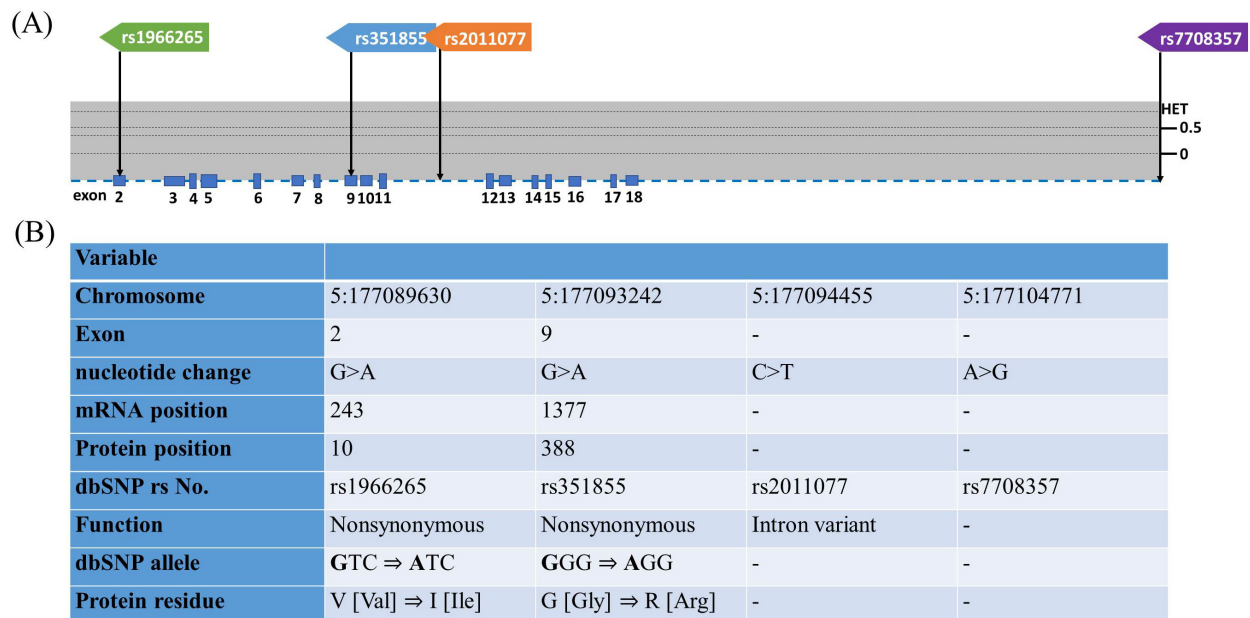 (A)
rs1966265 rs351855 rs2011077 rs7708357
HET
0.5
0
exon 2 3 4 5 6 7 8 9 10 11 12 13 14 15 16 17 18
(B)
Variable
Chromosome 5:177089630 5:177093242 5:177094455 5:177104771
Exon 2 9 - -
nucleotide change G>A G>A C>T A>G
mRNA position 243 1377 - -
Protein position 10 388 - -
dbSNP rs No. rs1966265 rs351855 rs2011077 rs7708357
Function Nonsynonymous Nonsynonymous Intron variant -
dbSNP allele GTC ⇒ ATC GGG ⇒ AGG - -
Protein residue V [Val] ⇒ I [Ile] G [Gly] ⇒ R [Arg] - -